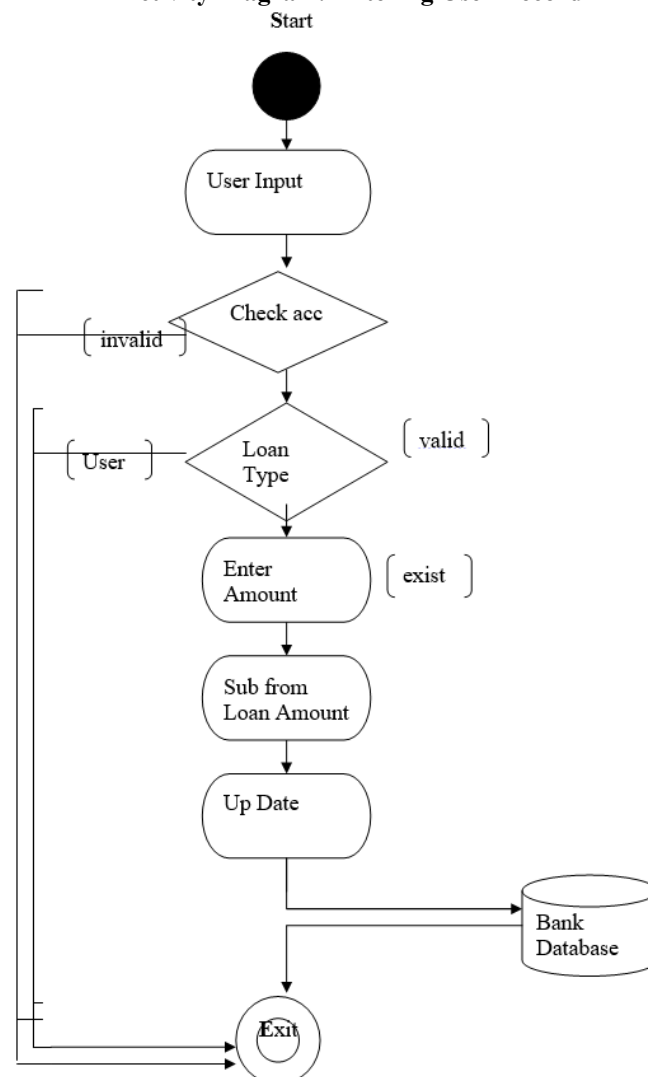 Start
User Input
Check acc
[ invalid ]
Loan
Type
[ valid ]
[ User ]
Enter
Amount
[ exist ]
Sub from
Loan Amount
Up Date
Bank
Database
Exit